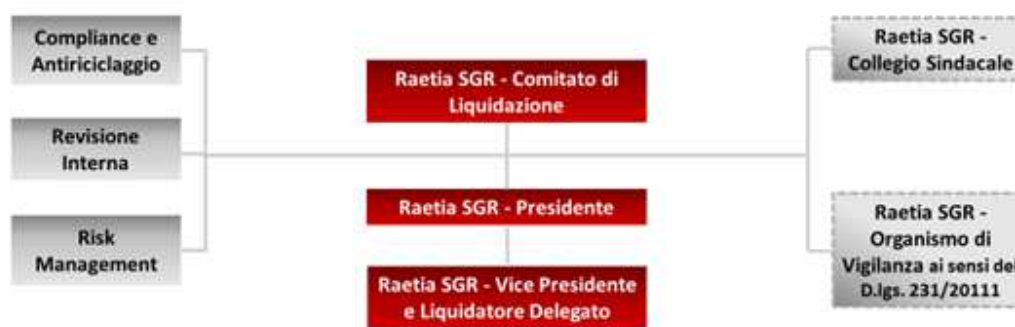 Compliance e
Antiriciclaggio
Revisione
Interna
Risk
Management
Raetia SGR - Comitato di
Liquidazione
Raetia SGR - Presidente
Raetia SGR - Vice Presidente
e Liquidatore Delegato
Raetia SGR -
Collegio Sindacale
Raetia SGR -
Organismo di
Vigilanza ai sensi del
D.lgs. 231/20111